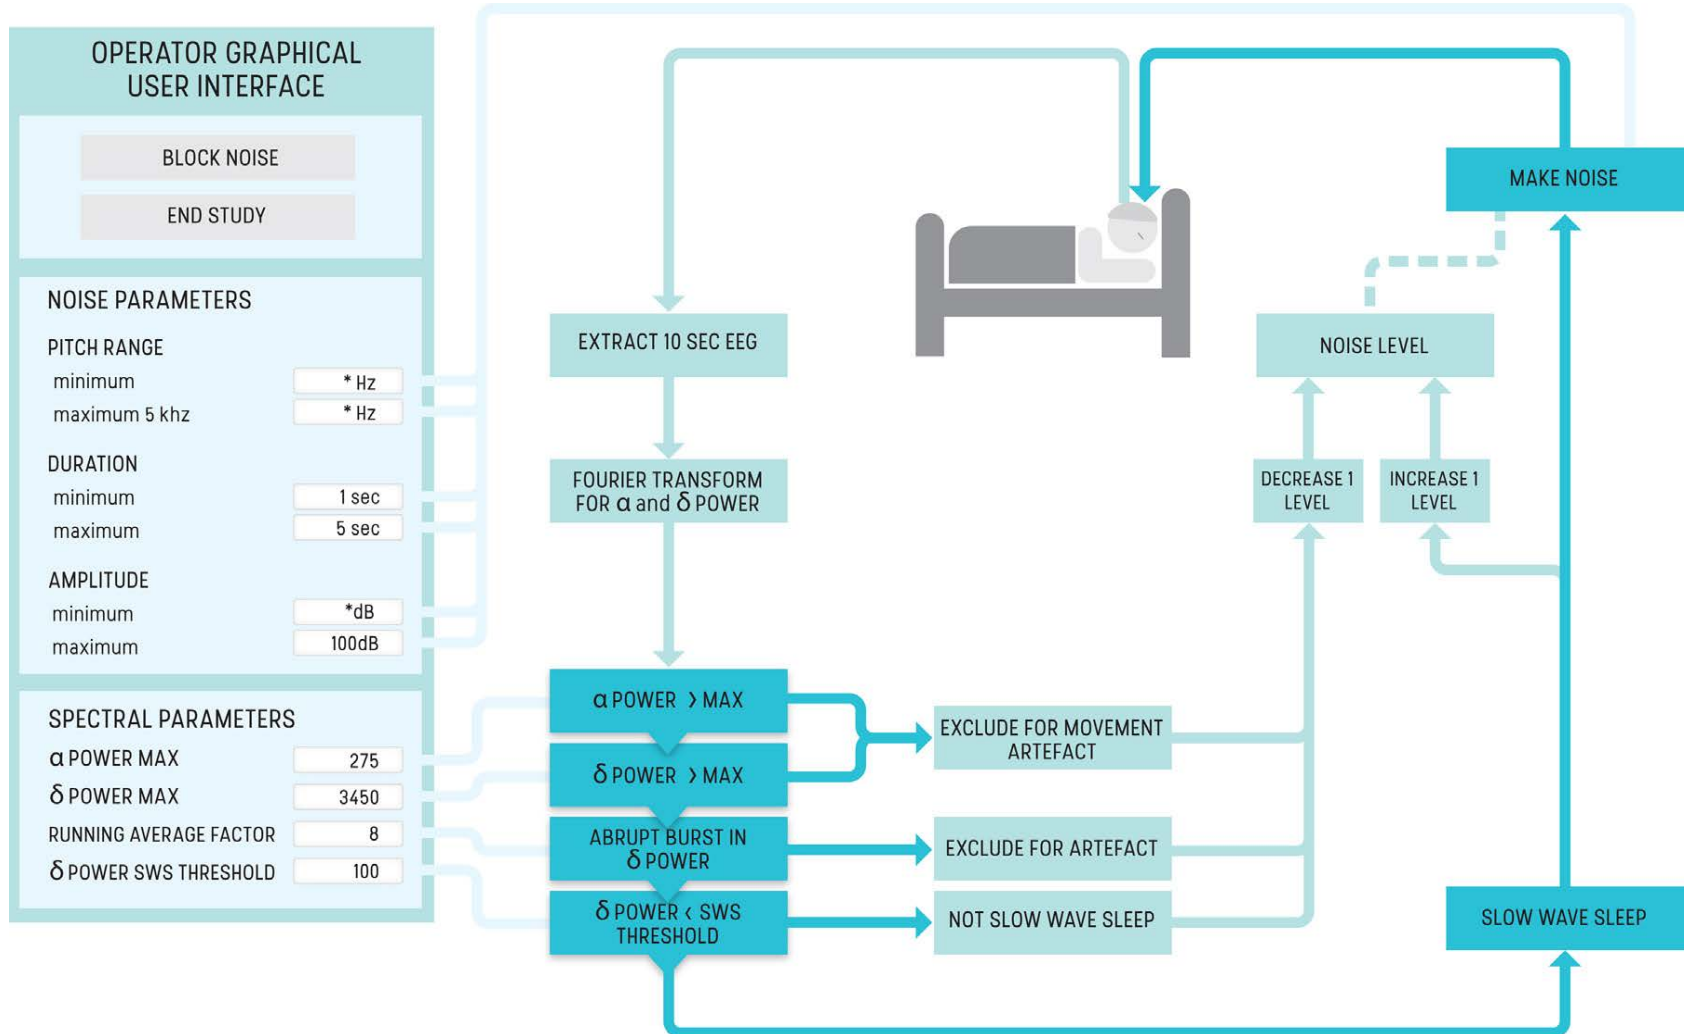 OPERATOR GRAPHICAL
USER INTERFACE
BLOCK NOISE
END STUDY
NOISE PARAMETERS
PITCH RANGE
minimum * Hz
maximum 5 khz * Hz
DURATION
minimum 1 sec
maximum 5 sec
AMPLITUDE
minimum *dB
maximum 100dB
SPECTRAL PARAMETERS
α POWER MAX 275
δ POWER MAX 3450
RUNNING AVERAGE FACTOR 8
δ POWER SWS THRESHOLD 100
EXTRACT 10 SEC EEG
FOURIER TRANSFORM
FOR α and δ POWER
α POWER > MAX
δ POWER > MAX
ABRUPT BURST IN
δ POWER
δ POWER < SWS
THRESHOLD
EXCLUDE FOR MOVEMENT
ARTEFACT
EXCLUDE FOR ARTEFACT
NOT SLOW WAVE SLEEP
DECREASE 1
LEVEL
INCREASE 1
LEVEL
NOISE LEVEL
MAKE NOISE
SLOW WAVE SLEEP